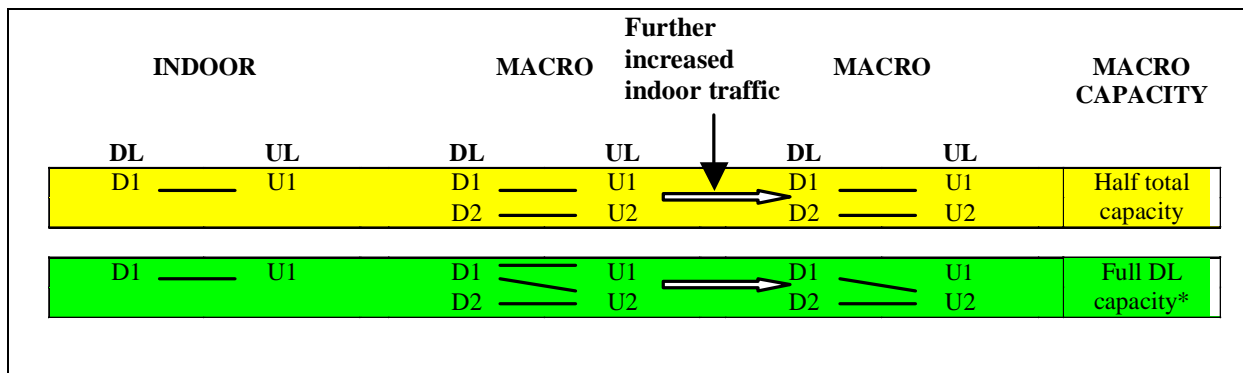 Further
increased
indoor traffic
INDOOR MACRO MACRO MACRO
CAPACITY
DL UL DL UL DL UL
D1 U1 D1 U1 D1 U1 Half total
D2 U2 D2 U2 capacity
D1 U1 D1 U1 D1 U1 Full DL
D2 U2 D2 U2 capacity*